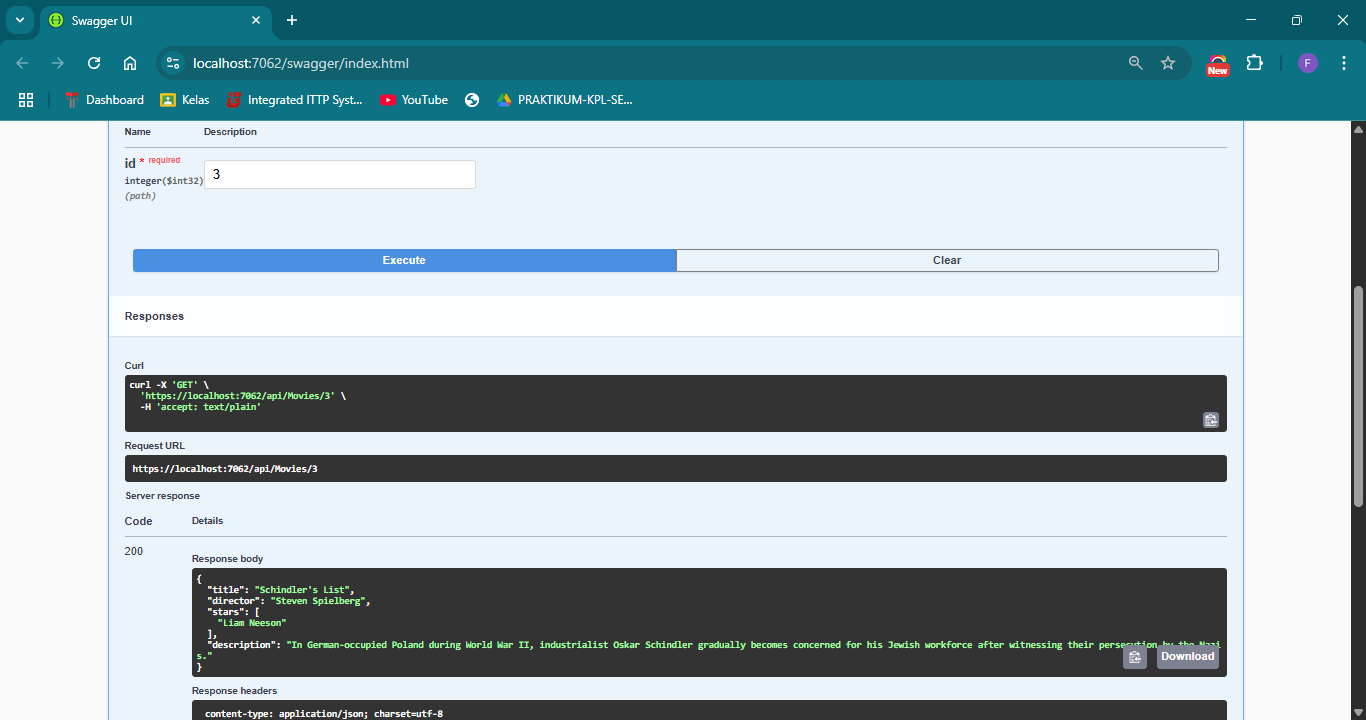 Swagger UI
localhost:7062/swagger/index.html
New
F
Dashboard
Kelas
Integrated ITTP Syst...
YouTube
PRAKTIKUM-KPL-SE...
Name Description
id * required
integer($int32)
(path)
3
Execute Clear
Responses
Curl
curl -X 'GET' \
'https://localhost:7062/api/Movies/3' \
-H 'accept: text/plain'
Request URL
https://localhost:7062/api/Movies/3
Server response
Code Details
200
Response body
{
"title": "Schindler's List",
"director": "Steven Spielberg",
"stars": [
"Liam Neeson"
],
"description": "In German-occupied Poland during World War II, industrialist Oskar Schindler gradually becomes concerned for his Jewish workforce after witnessing their persecution by the Nazi
s."
}
Download
Response headers
content-type: application/json; charset=utf-8